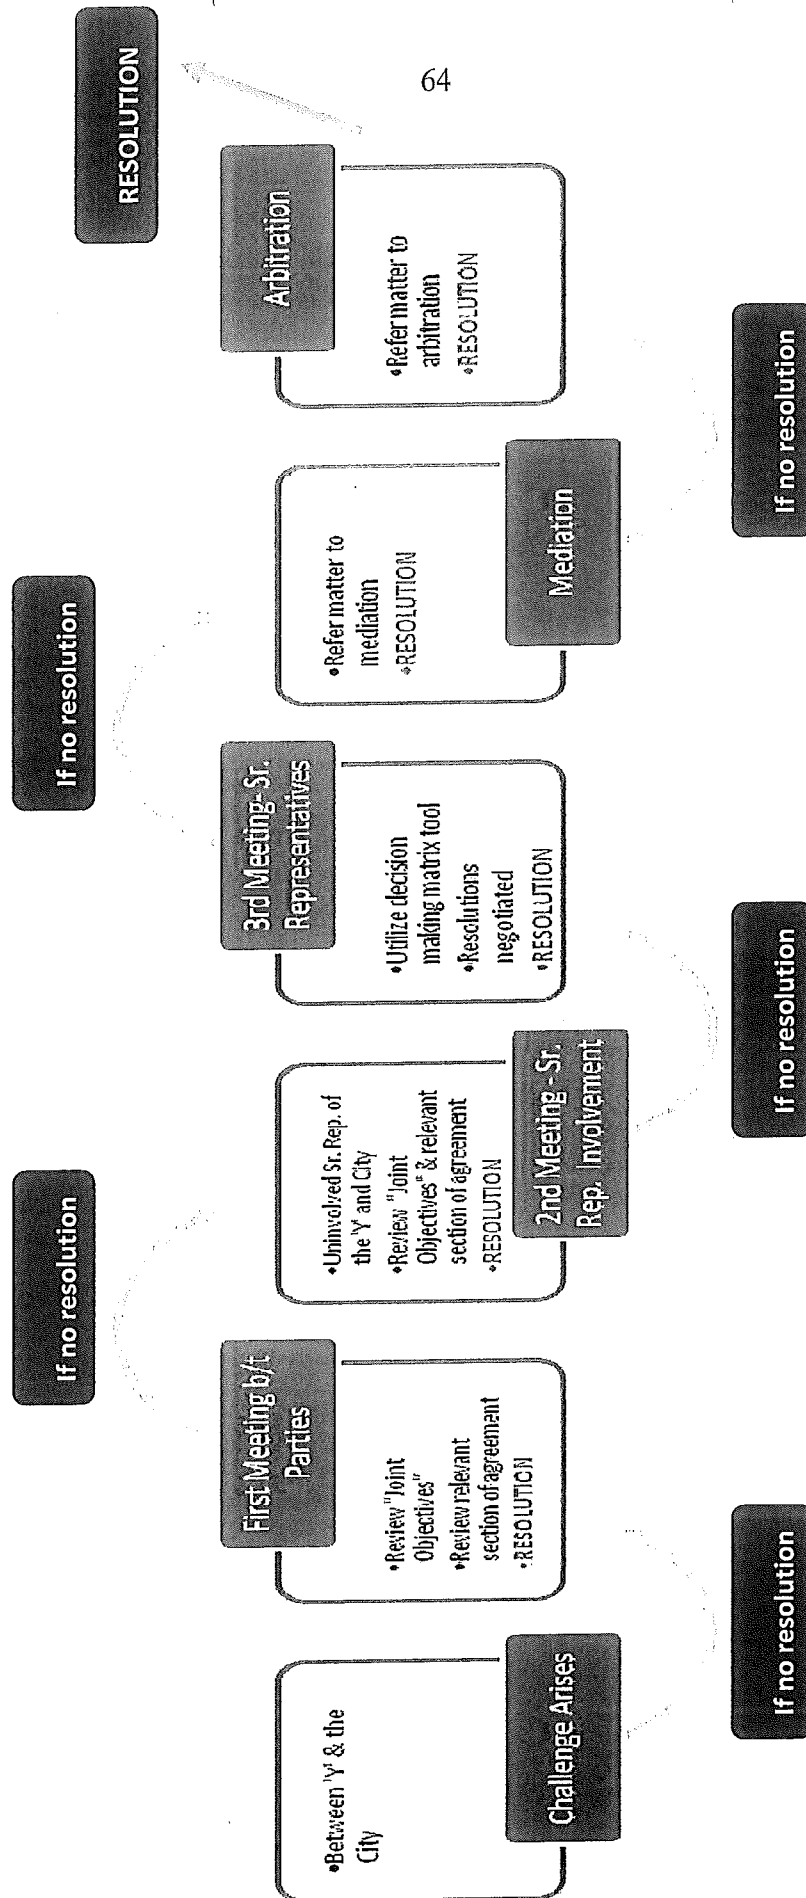 64
Challenge Arises
•Between 'Y' & the
City
If no resolution
First Meeting b/t
Parties
•Review "Joint
Objectives"
•Review relevant
section of agreement
•RESOLUTION
If no resolution
2nd Meeting - Sr.
Rep. Involvement
•Uninvolved Sr. Rep. of
the 'Y' and City
•Review "Joint
Objectives" & relevant
section of agreement
•RESOLUTION
If no resolution
3rd Meeting- Sr.
Representatives
•Utilize decision
making matrix tool
•Resolutions
negotiated
•RESOLUTION
If no resolution
Mediation
•Refer matter to
mediation
•RESOLUTION
If no resolution
Arbitration
•Refer matter to
arbitration
•RESOLUTION
RESOLUTION